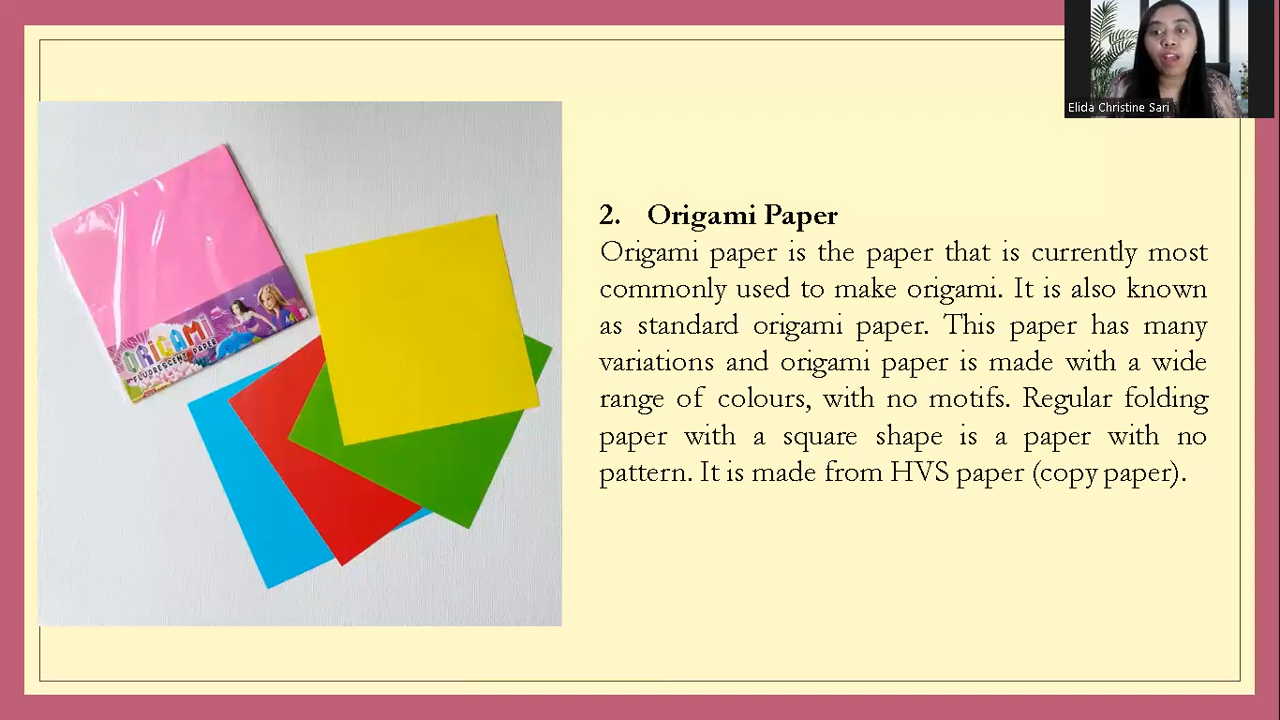 Elida Christine Sari
2. Origami Paper
Origami paper is the paper that is currently most
commonly used to make origami. It is also known
as standard origami paper. This paper has many
variations and origami paper is made with a wide
range of colours, with no motifs. Regular folding
paper with a square shape is a paper with no
pattern. It is made from HVS paper (copy paper).
ORIGAMI
FLUORESCENT PAPER